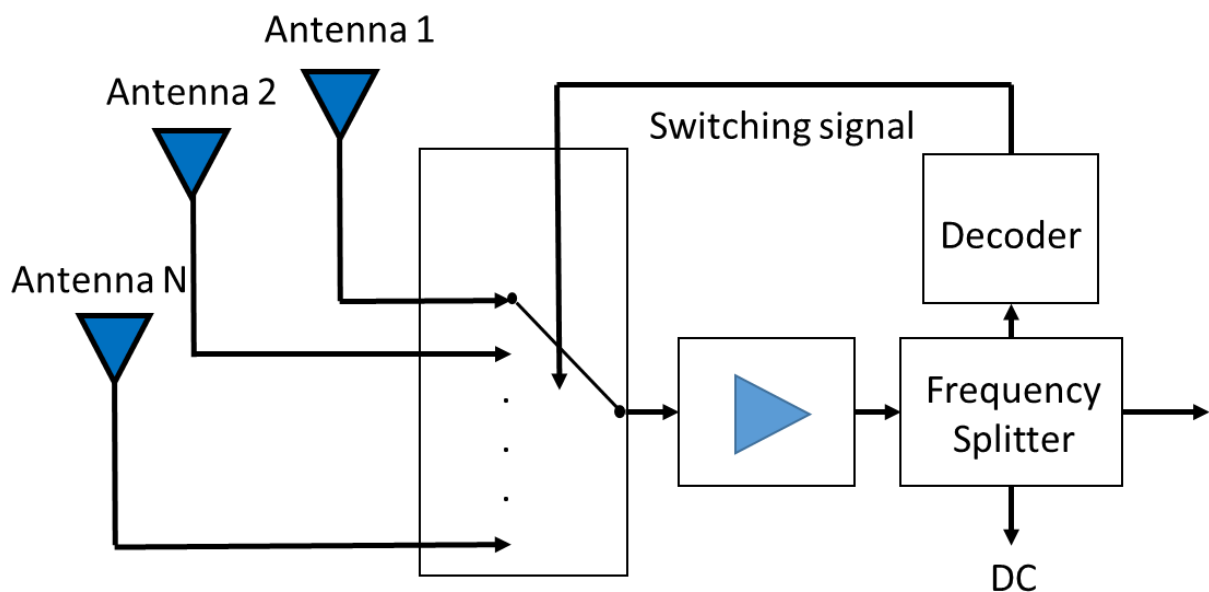 Antenna 1
Antenna 2
Switching signal
Decoder
Antenna N
Frequency
Splitter
DC